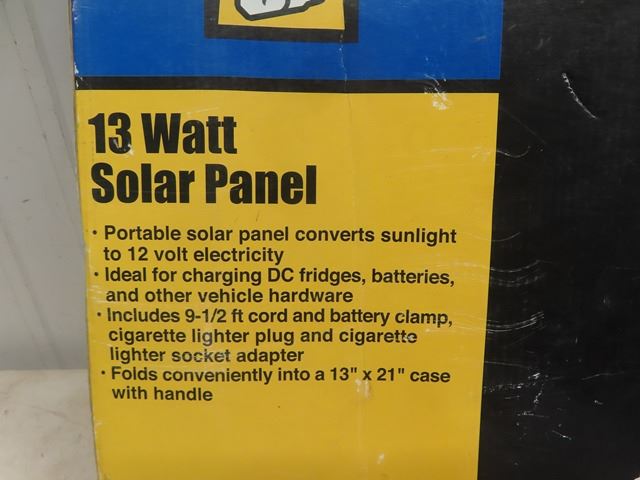 13 Watt
Solar Panel
• Portable solar panel converts sunlight
to 12 volt electricity
• Ideal for charging DC fridges, batteries,
and other vehicle hardware
• Includes 9-1/2 ft cord and battery clamp,
cigarette lighter plug and cigarette
lighter socket adapter
• Folds conveniently into a 13" x 21" case
with handle